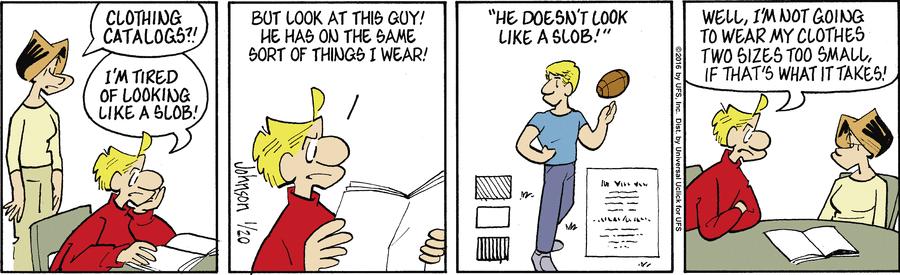 CLOTHING
CATALOGS?!
I'M TIRED
OF LOOKING
LIKE A SLOB!
BUT LOOK AT THIS GUY!
HE HAS ON THE SAME
SORT OF THINGS I WEAR!
Johnson 1/20
"HE DOESN'T LOOK
LIKE A SLOB!"
©2016 by UFS, Inc. Dist. by Universal Uclick for UFS
WELL, I'M NOT GOING
TO WEAR MY CLOTHES
TWO SIZES TOO SMALL,
IF THAT'S WHAT IT TAKES!